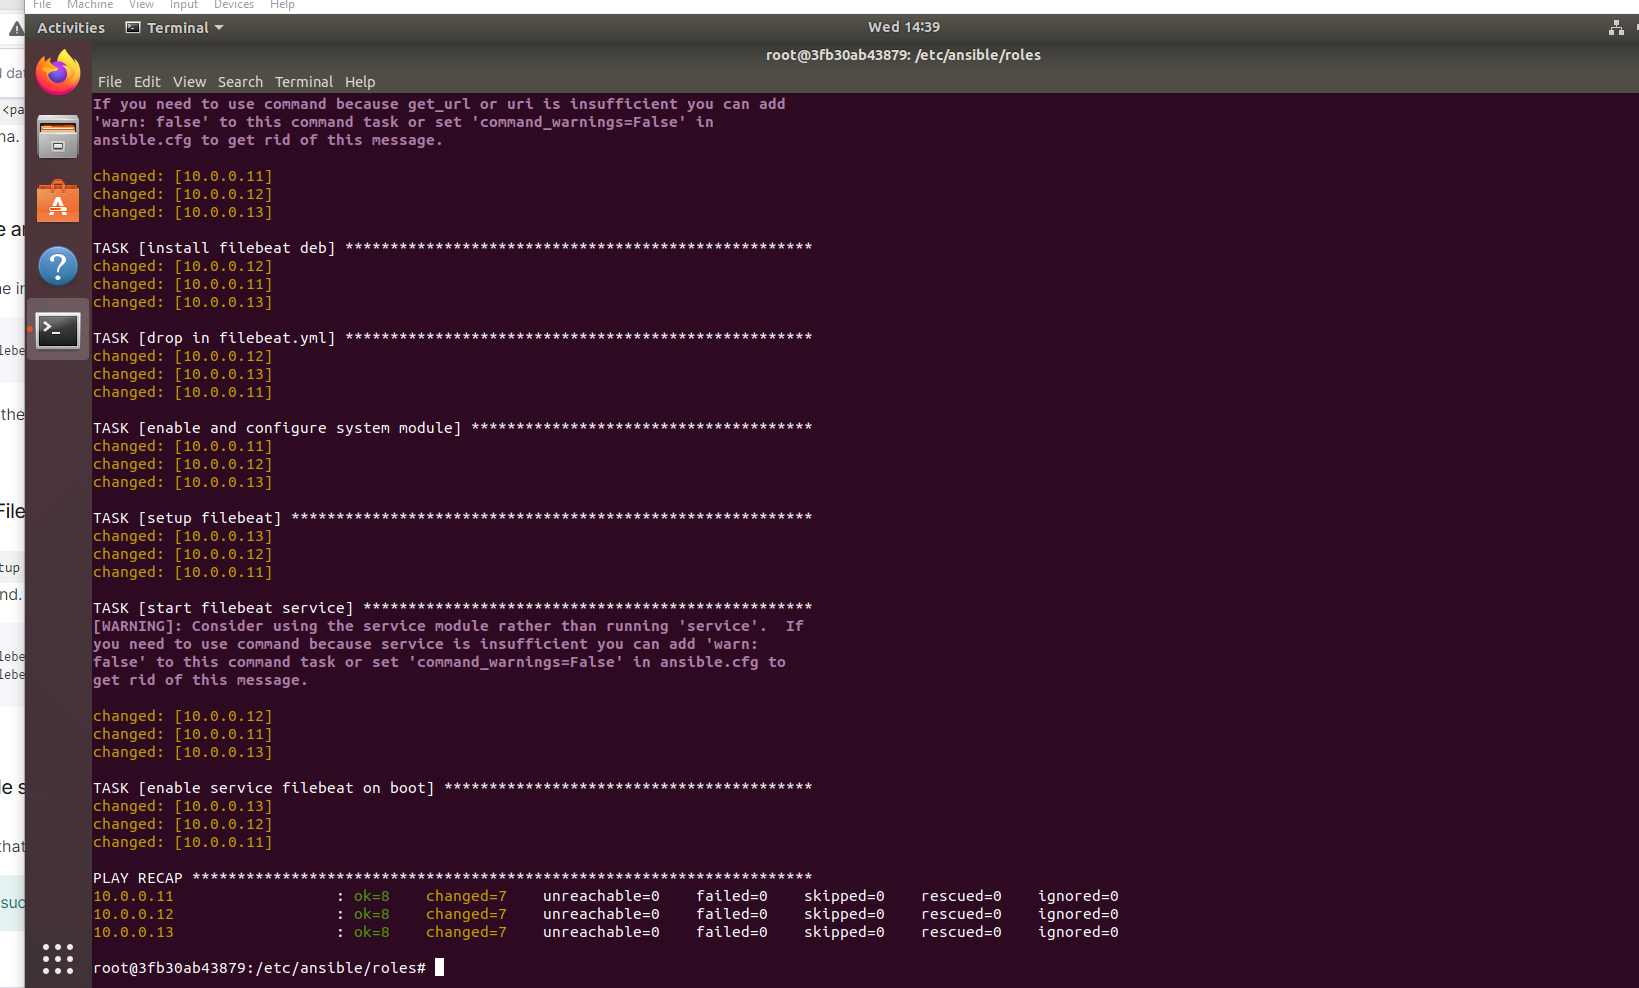 File Machine View Input Devices Help
Activities Terminal Wed 14:39
root@3fb30ab43879: /etc/ansible/roles
File Edit View Search Terminal Help
If you need to use command because get_url or uri is insufficient you can add
'warn: false' to this command task or set 'command_warnings=False' in
ansible.cfg to get rid of this message.
changed: [10.0.0.11]
changed: [10.0.0.12]
changed: [10.0.0.13]
TASK [install filebeat deb] ****************************************************
changed: [10.0.0.12]
changed: [10.0.0.11]
changed: [10.0.0.13]
TASK [drop in filebeat.yml] ****************************************************
changed: [10.0.0.12]
changed: [10.0.0.13]
changed: [10.0.0.11]
TASK [enable and configure system module] **************************************
changed: [10.0.0.11]
changed: [10.0.0.12]
changed: [10.0.0.13]
TASK [setup filebeat] **********************************************************
changed: [10.0.0.13]
changed: [10.0.0.12]
changed: [10.0.0.11]
TASK [start filebeat service] **************************************************
[WARNING]: Consider using the service module rather than running 'service'.  If
you need to use command because service is insufficient you can add 'warn:
false' to this command task or set 'command_warnings=False' in ansible.cfg to
get rid of this message.
changed: [10.0.0.12]
changed: [10.0.0.11]
changed: [10.0.0.13]
TASK [enable service filebeat on boot] *****************************************
changed: [10.0.0.13]
changed: [10.0.0.12]
changed: [10.0.0.11]
PLAY RECAP *********************************************************************
10.0.0.11 : ok=8 changed=7 unreachable=0 failed=0 skipped=0 rescued=0 ignored=0
10.0.0.12 : ok=8 changed=7 unreachable=0 failed=0 skipped=0 rescued=0 ignored=0
10.0.0.13 : ok=8 changed=7 unreachable=0 failed=0 skipped=0 rescued=0 ignored=0
root@3fb30ab43879:/etc/ansible/roles#